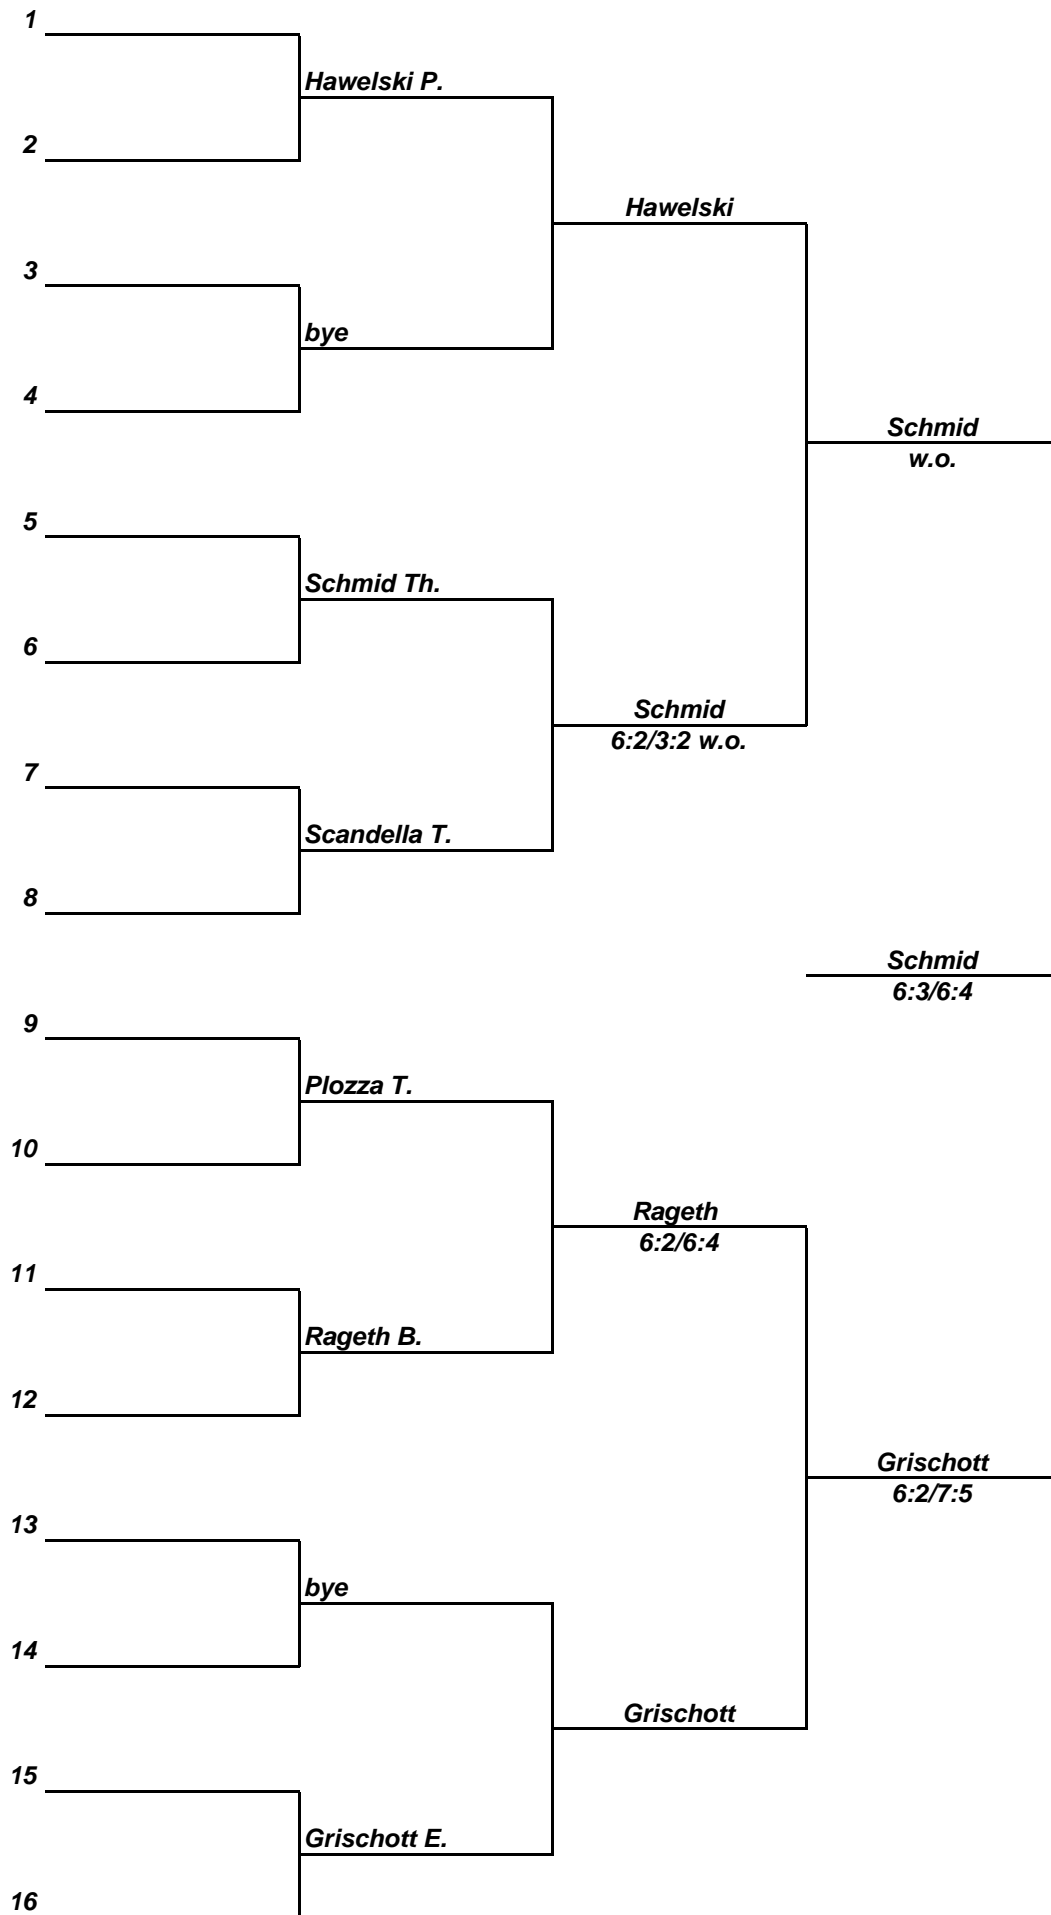 1
Hawelski P.
2
Hawelski
3
bye
4
Schmid
w.o.
5
Schmid Th.
6
Schmid
6:2/3:2 w.o.
7
Scandella T.
8
Schmid
6:3/6:4
9
Plozza T.
10
Rageth
6:2/6:4
11
Rageth B.
12
Grischott
6:2/7:5
13
bye
14
Grischott
15
Grischott E.
16